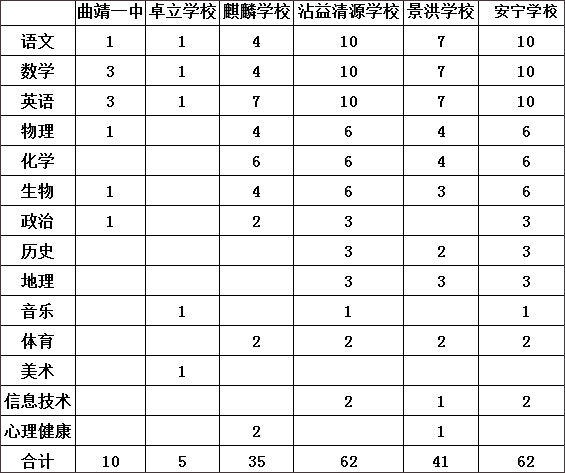 曲靖一中 卓立学校 麒麟学校 沾益清源学校 景洪学校 安宁学校
语文 1 1 4 10 7 10
数学 3 1 4 10 7 10
英语 3 1 7 10 7 10
物理 1 4 6 4 6
化学 6 6 4 6
生物 1 4 6 3 6
政治 1 2 3 3
历史 3 2 3
地理 3 3 3
音乐 1 1 1
体育 2 2 2 2
美术 1
信息技术 2 1 2
心理健康 2 1
合计 10 5 35 62 41 62